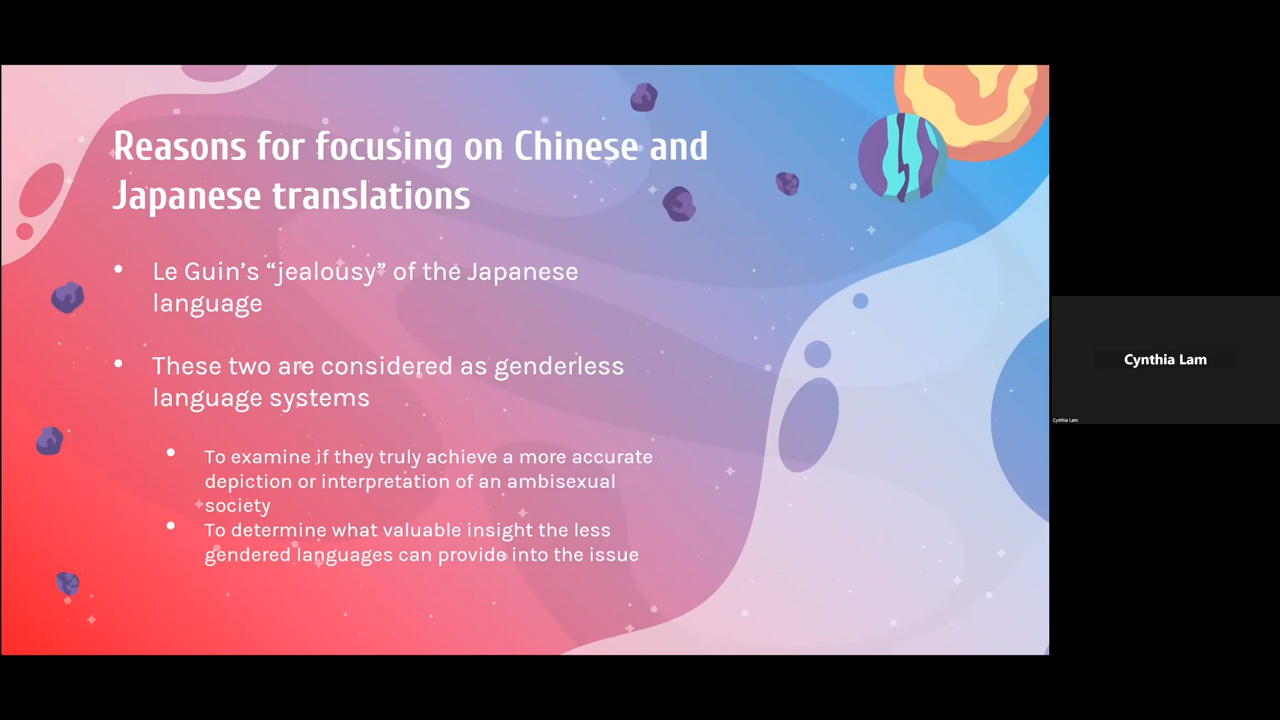 Reasons for focusing on Chinese and
Japanese translations
• Le Guin’s “jealousy” of the Japanese
language
• These two are considered as genderless
language systems
• To examine if they truly achieve a more accurate
depiction or interpretation of an ambisexual
society
• To determine what valuable insight the less
gendered languages can provide into the issue
Cynthia Lam
Cynthia Lam